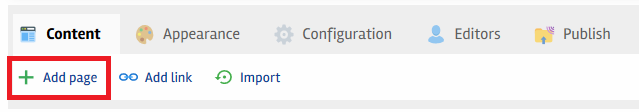 Content Appearance Configuration Editors Publish
Add page Add link Import